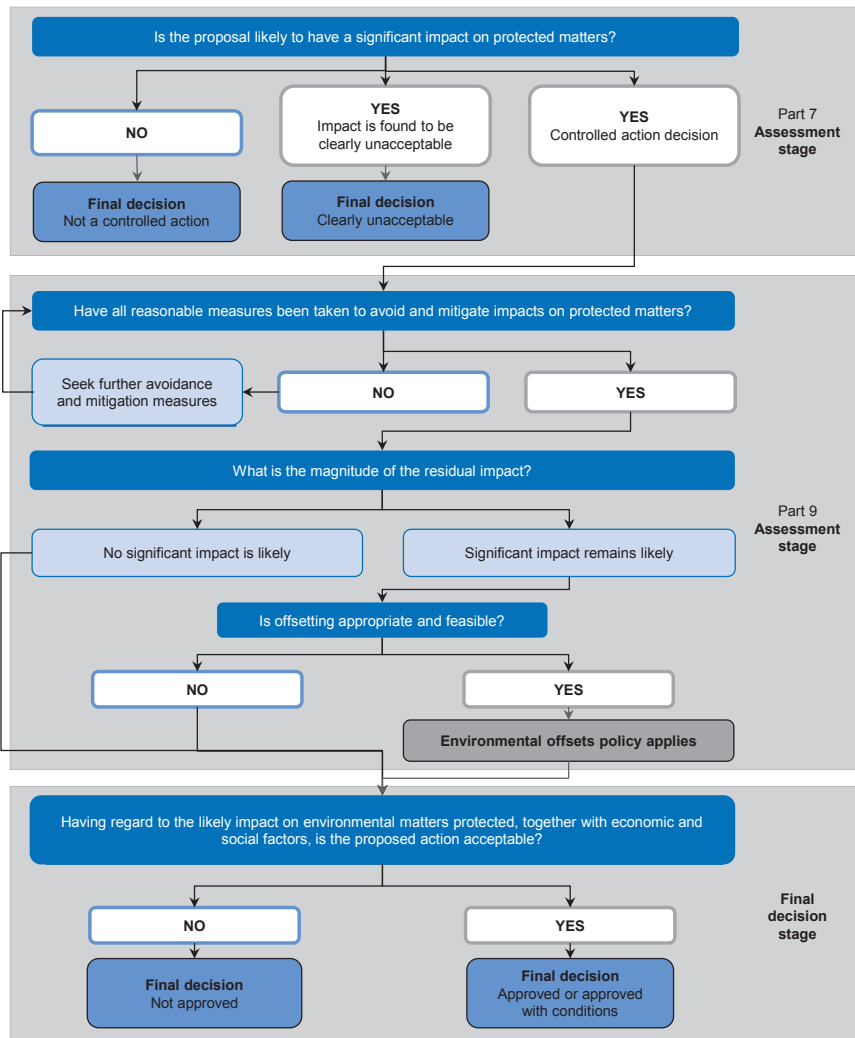 Is the proposal likely to have a significant impact on protected matters?
NO
YES
Impact is found to be
clearly unacceptable
YES
Controlled action decision
Part 7
Assessment
stage
Final decision
Not a controlled action
Final decision
Clearly unacceptable
Have all reasonable measures been taken to avoid and mitigate impacts on protected matters?
Seek further avoidance
and mitigation measures
NO
YES
What is the magnitude of the residual impact?
Part 9
Assessment
stage
No significant impact is likely
Significant impact remains likely
Is offsetting appropriate and feasible?
NO
YES
Environmental offsets policy applies
Having regard to the likely impact on environmental matters protected, together with economic and
social factors, is the proposed action acceptable?
NO
YES
Final
decision
stage
Final decision
Not approved
Final decision
Approved or approved
with conditions